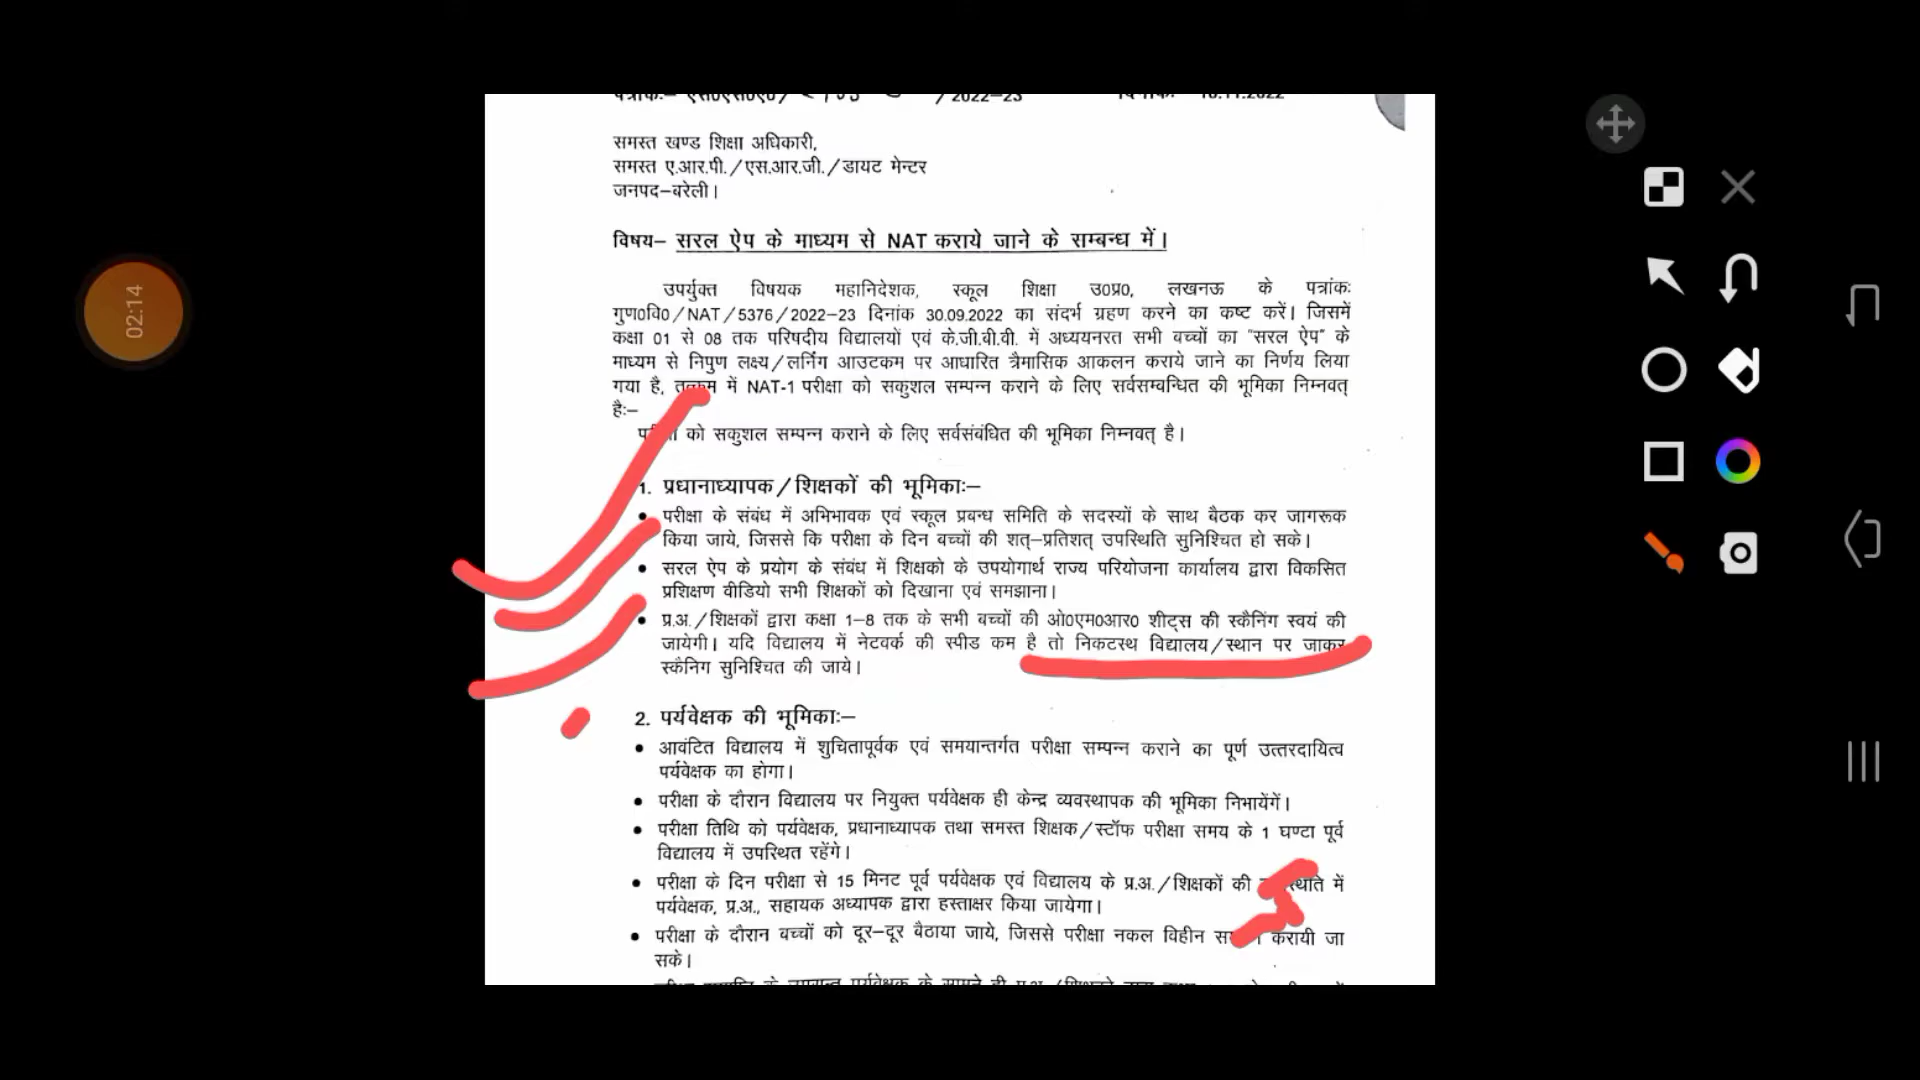 / 2022–23
02:14
समस्त खण्ड शिक्षा अधिकारी,
समस्त ए.आर.पी./एस.आर.जी./डायट मेन्टर
जनपद–बरेली।
विषय– सरल ऐप के माध्यम से NAT कराये जाने के सम्बन्ध में।
उपर्युक्त विषयक महानिदेशक, स्कूल शिक्षा उ0प्र0, लखनऊ के पत्रांकः
गुण0वि0/NAT/5376/2022–23 दिनांक 30.09.2022 का संदर्भ ग्रहण करने का कष्ट करें। जिसमें
कक्षा 01 से 08 तक परिषदीय विद्यालयों एवं के.जी.बी.वी. में अध्ययनरत सभी बच्चों का "सरल ऐप" के
माध्यम से निपुण लक्ष्य/लर्निंग आउटकम पर आधारित त्रैमासिक आकलन कराये जाने का निर्णय लिया
गया है, में NAT-1 परीक्षा को सकुशल सम्पन्न कराने के लिए सर्वसम्बन्धित की भूमिका निम्नवत्
हैः–
को सकुशल सम्पन्न कराने के लिए सर्वसंबंधित की भूमिका निम्नवत् है।
1. प्रधानाध्यापक/शिक्षकों की भूमिकाः–
• परीक्षा के संबंध में अभिभावक एवं स्कूल प्रबन्ध समिति के सदस्यों के साथ बैठक कर जागरूक
किया जाये, जिससे कि परीक्षा के दिन बच्चों की शत्–प्रतिशत् उपस्थिति सुनिश्चित हो सके।
• सरल ऐप के प्रयोग के संबंध में शिक्षको के उपयोगार्थ राज्य परियोजना कार्यालय द्वारा विकसित
प्रशिक्षण वीडियो सभी शिक्षकों को दिखाना एवं समझाना।
• प्र.अ./शिक्षकों द्वारा कक्षा 1–8 तक के सभी बच्चों की ओ0एम0आर0 शीट्स की स्कैनिंग स्वयं की
जायेगी। यदि विद्यालय में नेटवर्क की स्पीड कम है तो निकटस्थ विद्यालय/स्थान पर जाकर
स्कैनिग सुनिश्चित की जाये।
2. पर्यवेक्षक की भूमिकाः–
• आवंटित विद्यालय में शुचितापूर्वक एवं समयान्तर्गत परीक्षा सम्पन्न कराने का पूर्ण उत्तरदायित्व
पर्यवेक्षक का होगा।
• परीक्षा के दौरान विद्यालय पर नियुक्त पर्यवेक्षक ही केन्द्र व्यवस्थापक की भूमिका निभायेंगें।
• परीक्षा तिथि को पर्यवेक्षक, प्रधानाध्यापक तथा समस्त शिक्षक/स्टॉफ परीक्षा समय के 1 घण्टा पूर्व
विद्यालय में उपस्थित रहेंगे।
• परीक्षा के दिन परीक्षा से 15 मिनट पूर्व पर्यवेक्षक एवं विद्यालय के प्र.अ./शिक्षकों की में
पर्यवेक्षक, प्र.अ., सहायक अध्यापक द्वारा हस्ताक्षर किया जायेगा।
• परीक्षा के दौरान बच्चों को दूर–दूर बैठाया जाये, जिससे परीक्षा नकल विहीन करायी जा
सके।